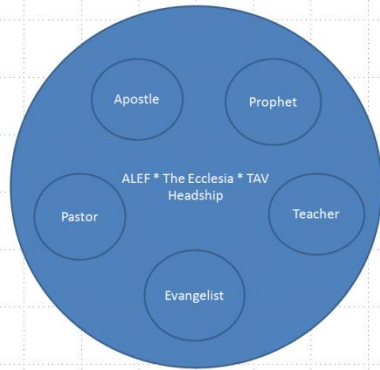 Apostle
Prophet
ALEF * The Ecclesia * TAV
Headship
Pastor
Teacher
Evangelist